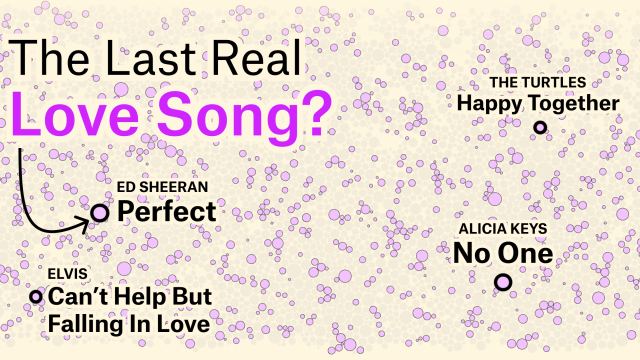 The Last Real
Love Song?
THE TURTLES
Happy Together
ED SHEERAN
Perfect
ALICIA KEYS
No One
ELVIS
Can't Help But
Falling In Love